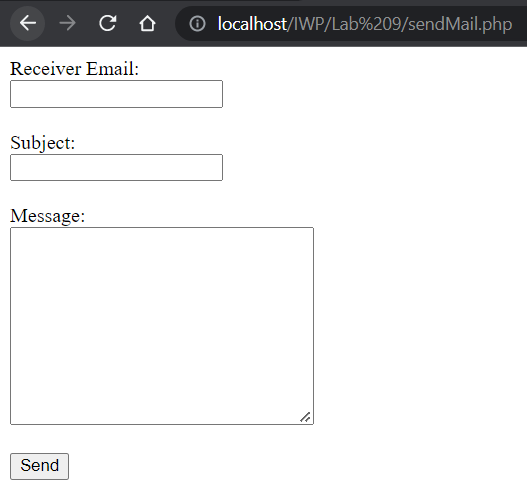 localhost/IWP/Lab%209/sendMail.php
Receiver Email:
Subject:
Message:
Send